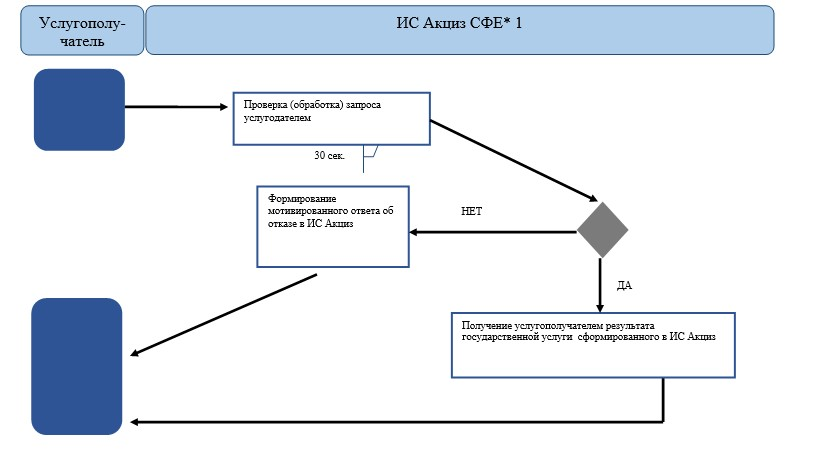 Услугополу-
чатель
ИС Акциз СФЕ* 1
Проверка (обработка) запроса
услугодателем
30 сек.
Формирование
мотивированного ответа об
отказе в ИС Акциз
НЕТ
ДА
Получение услугополучателем результата
государственной услуги  сформированного в ИС Акциз